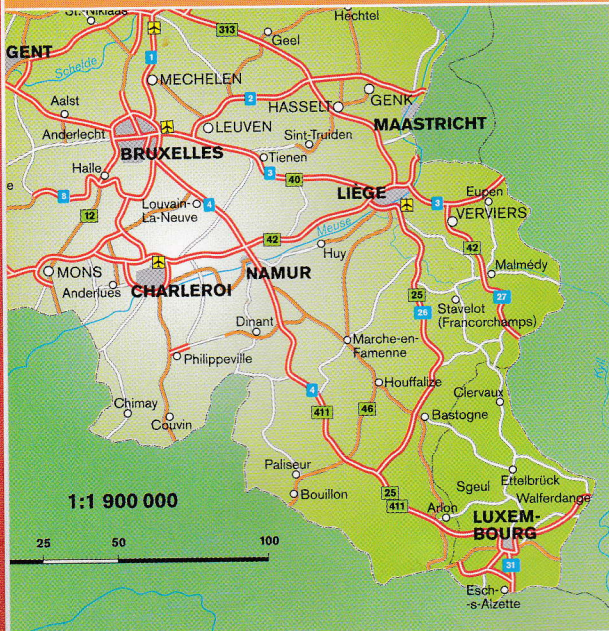 St.-Niklaas
Hechtel
313
Geel
GENT
1
Schelde
MECHELEN
2
GENK
HASSELT
Aalst
LEUVEN
MAASTRICHT
Anderlecht
Sint-Truiden
BRUXELLES
Tienen
Halle
3
40
e
8
LIÈGE
Eupen
Louvain-
La-Neuve
4
3
VERVIERS
12
Meuse
42
Huy
42
MONS
NAMUR
Malmédy
Anderlues
CHARLEROI
25
27
26
Stavelot
(Francorchamps)
Dinant
Marche-en-
Famenne
Philippeville
4
Houffalize
Clervaux
Chimay
411
46
Bastogne
Couvin
Paliseur
Ettelbrück
Sgeul
Walferdange
1:1 900 000
Bouillon
25
411
Arlon
LUXEM-
BOURG
25
50
100
31
Esch-
-s-Alzette